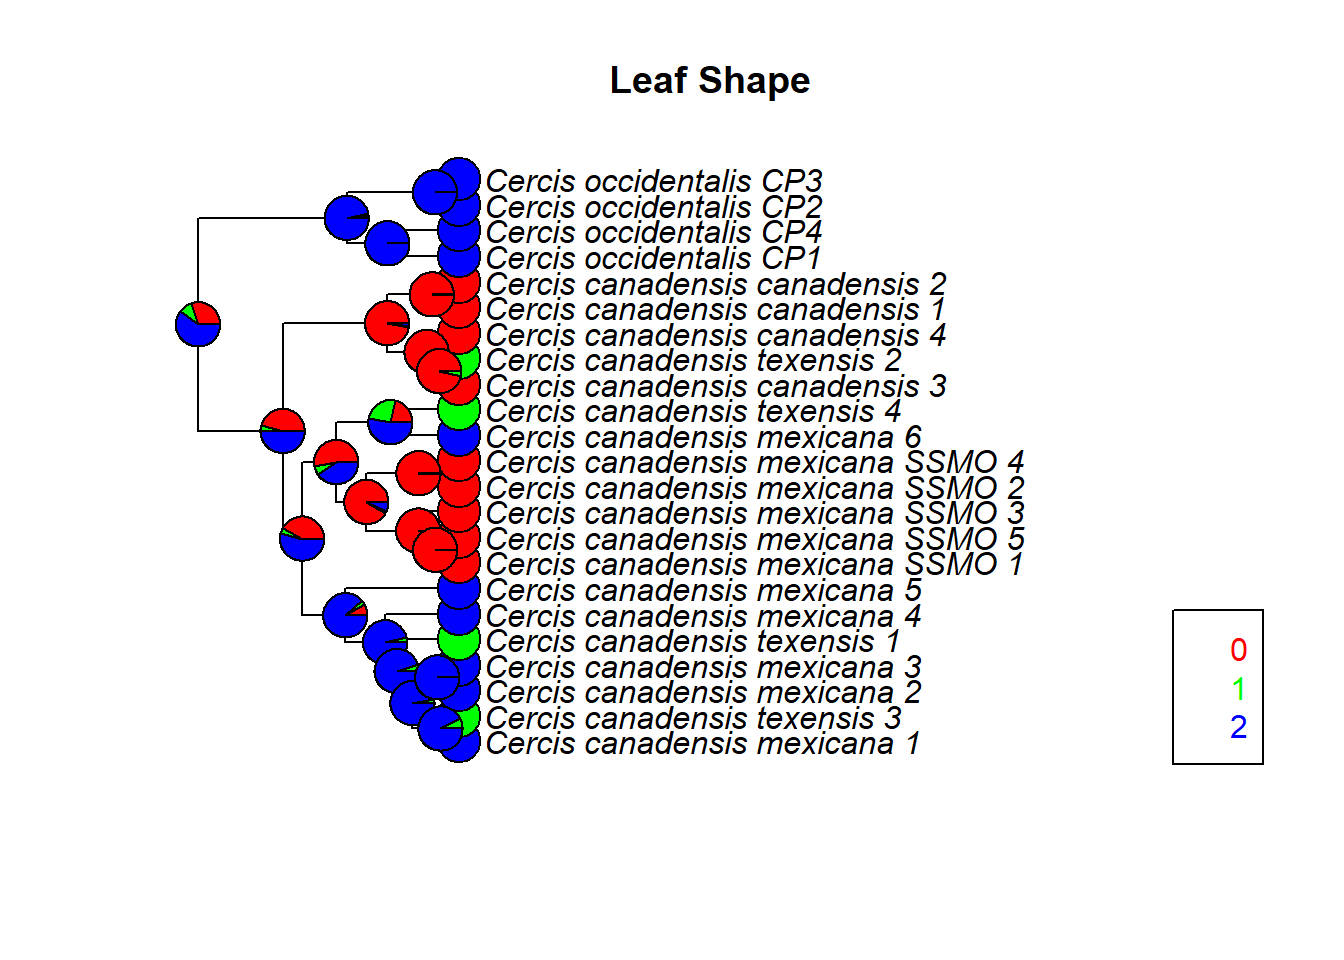 Leaf Shape
Cercis occidentalis CP3
Cercis occidentalis CP2
Cercis occidentalis CP4
Cercis occidentalis CP1
Cercis canadensis canadensis 2
Cercis canadensis canadensis 1
Cercis canadensis canadensis 4
Cercis canadensis texensis 2
Cercis canadensis canadensis 3
Cercis canadensis texensis 4
Cercis canadensis mexicana 6
Cercis canadensis mexicana SSMO 4
Cercis canadensis mexicana SSMO 2
Cercis canadensis mexicana SSMO 3
Cercis canadensis mexicana SSMO 5
Cercis canadensis mexicana SSMO 1
Cercis canadensis mexicana 5
Cercis canadensis mexicana 4
Cercis canadensis texensis 1
Cercis canadensis mexicana 3
Cercis canadensis mexicana 2
Cercis canadensis texensis 3
Cercis canadensis mexicana 1
0
1
2